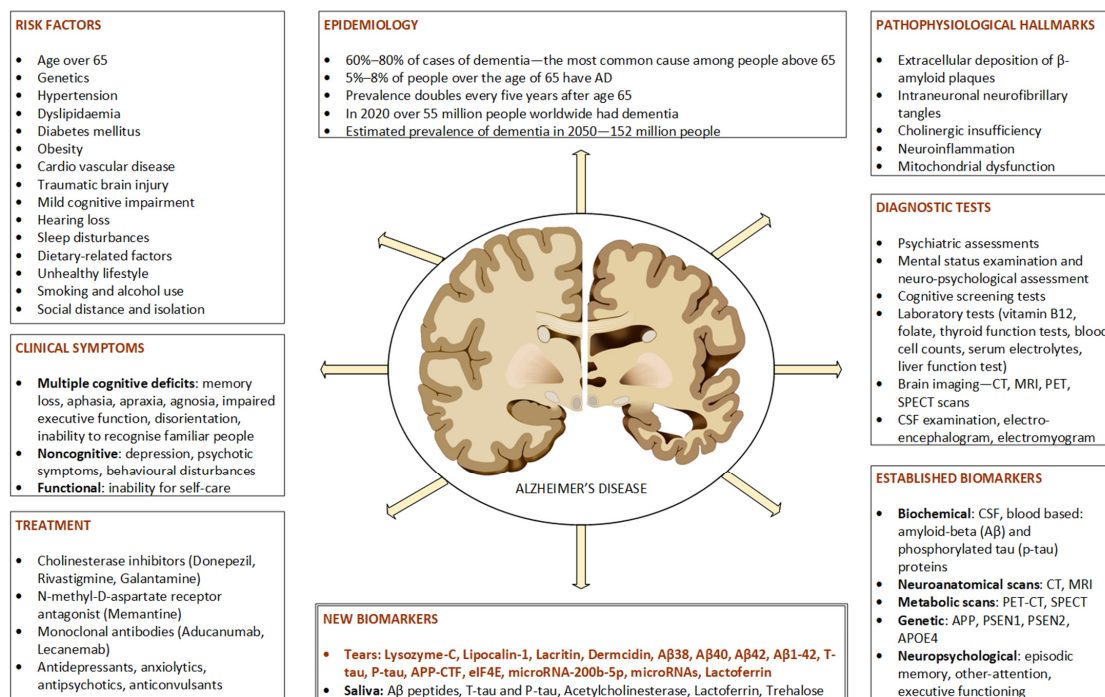 RISK FACTORS
• Age over 65
• Genetics
• Hypertension
• Dyslipidaemia
• Diabetes mellitus
• Obesity
• Cardio vascular disease
• Traumatic brain injury
• Mild cognitive impairment
• Hearing loss
• Sleep disturbances
• Dietary-related factors
• Unhealthy lifestyle
• Smoking and alcohol use
• Social distance and isolation
CLINICAL SYMPTOMS
• Multiple cognitive deficits: memory
loss, aphasia, apraxia, agnosia, impaired
executive function, disorientation,
inability to recognise familiar people
• Noncognitive: depression, psychotic
symptoms, behavioural disturbances
• Functional: inability for self-care
TREATMENT
• Cholinesterase inhibitors (Donepezil,
Rivastigmine, Galantamine)
• N-methyl-D-aspartate receptor
antagonist (Memantine)
• Monoclonal antibodies (Aducanumab,
Lecanemab)
• Antidepressants, anxiolytics,
antipsychotics, anticonvulsants
EPIDEMIOLOGY
• 60%–80% of cases of dementia—the most common cause among people above 65
• 5%–8% of people over the age of 65 have AD
• Prevalence doubles every five years after age 65
• In 2020 over 55 million people worldwide had dementia
• Estimated prevalence of dementia in 2050—152 million people
ALZHEIMER'S DISEASE
NEW BIOMARKERS
• Tears: Lysozyme-C, Lipocalin-1, Lacritin, Dermcidin, Aβ38, Aβ40, Aβ42, Aβ1-42, T-
tau, P-tau, APP-CTF, eIF4E, microRNA-200b-5p, microRNAs, Lactoferrin
• Saliva: Aβ peptides, T-tau and P-tau, Acetylcholinesterase, Lactoferrin, Trehalose
PATHOPHYSIOLOGICAL HALLMARKS
• Extracellular deposition of β-
amyloid plaques
• Intraneuronal neurofibrillary
tangles
• Cholinergic insufficiency
• Neuroinflammation
• Mitochondrial dysfunction
DIAGNOSTIC TESTS
• Psychiatric assessments
• Mental status examination and
neuro-psychological assessment
• Cognitive screening tests
• Laboratory tests (vitamin B12,
folate, thyroid function tests, blood
cell counts, serum electrolytes,
liver function test)
• Brain imaging—CT, MRI, PET,
SPECT scans
• CSF examination, electro-
encephalogram, electromyogram
ESTABLISHED BIOMARKERS
• Biochemical: CSF, blood based:
amyloid-beta (Aβ) and
phosphorylated tau (p-tau)
proteins
• Neuroanatomical scans: CT, MRI
• Metabolic scans: PET-CT, SPECT
• Genetic: APP, PSEN1, PSEN2,
APOE4
• Neuropsychological: episodic
memory, other-attention,
executive functioning